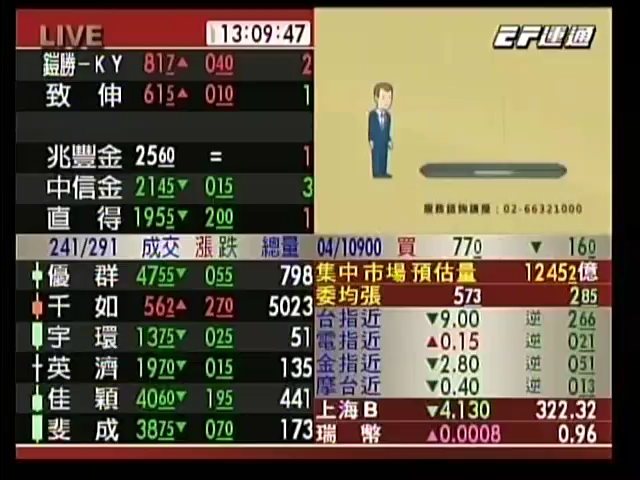 LIVE 13:09:47
鎧勝-KY 817▲ 040 2
致伸 615▲ 010 1
兆豐金 2560 = 1
中信金 2145▼ 015 3
直得 1955▼ 200 1
241/291 成交 漲跌 總量
優群 4755▼ 055 798
千如 562▲ 270 5023
宇環 1375▼ 025 51
英濟 1970▼ 015 135
佳穎 4060▼ 195 441
斐成 3875▼ 070 173
運通
服務諮詢專線:02-66321000
04/10900 買 770 ▼ 160
集中市場預估量 12452億
委均張 573 285
台指近 ▼9.00 逆 266
電指近 ▲0.15 逆 021
金指近 ▼2.80 逆 051
摩台近 ▼0.40 逆 013
上海B ▼4.130 322.32
瑞幣 ▲0.0008 0.96